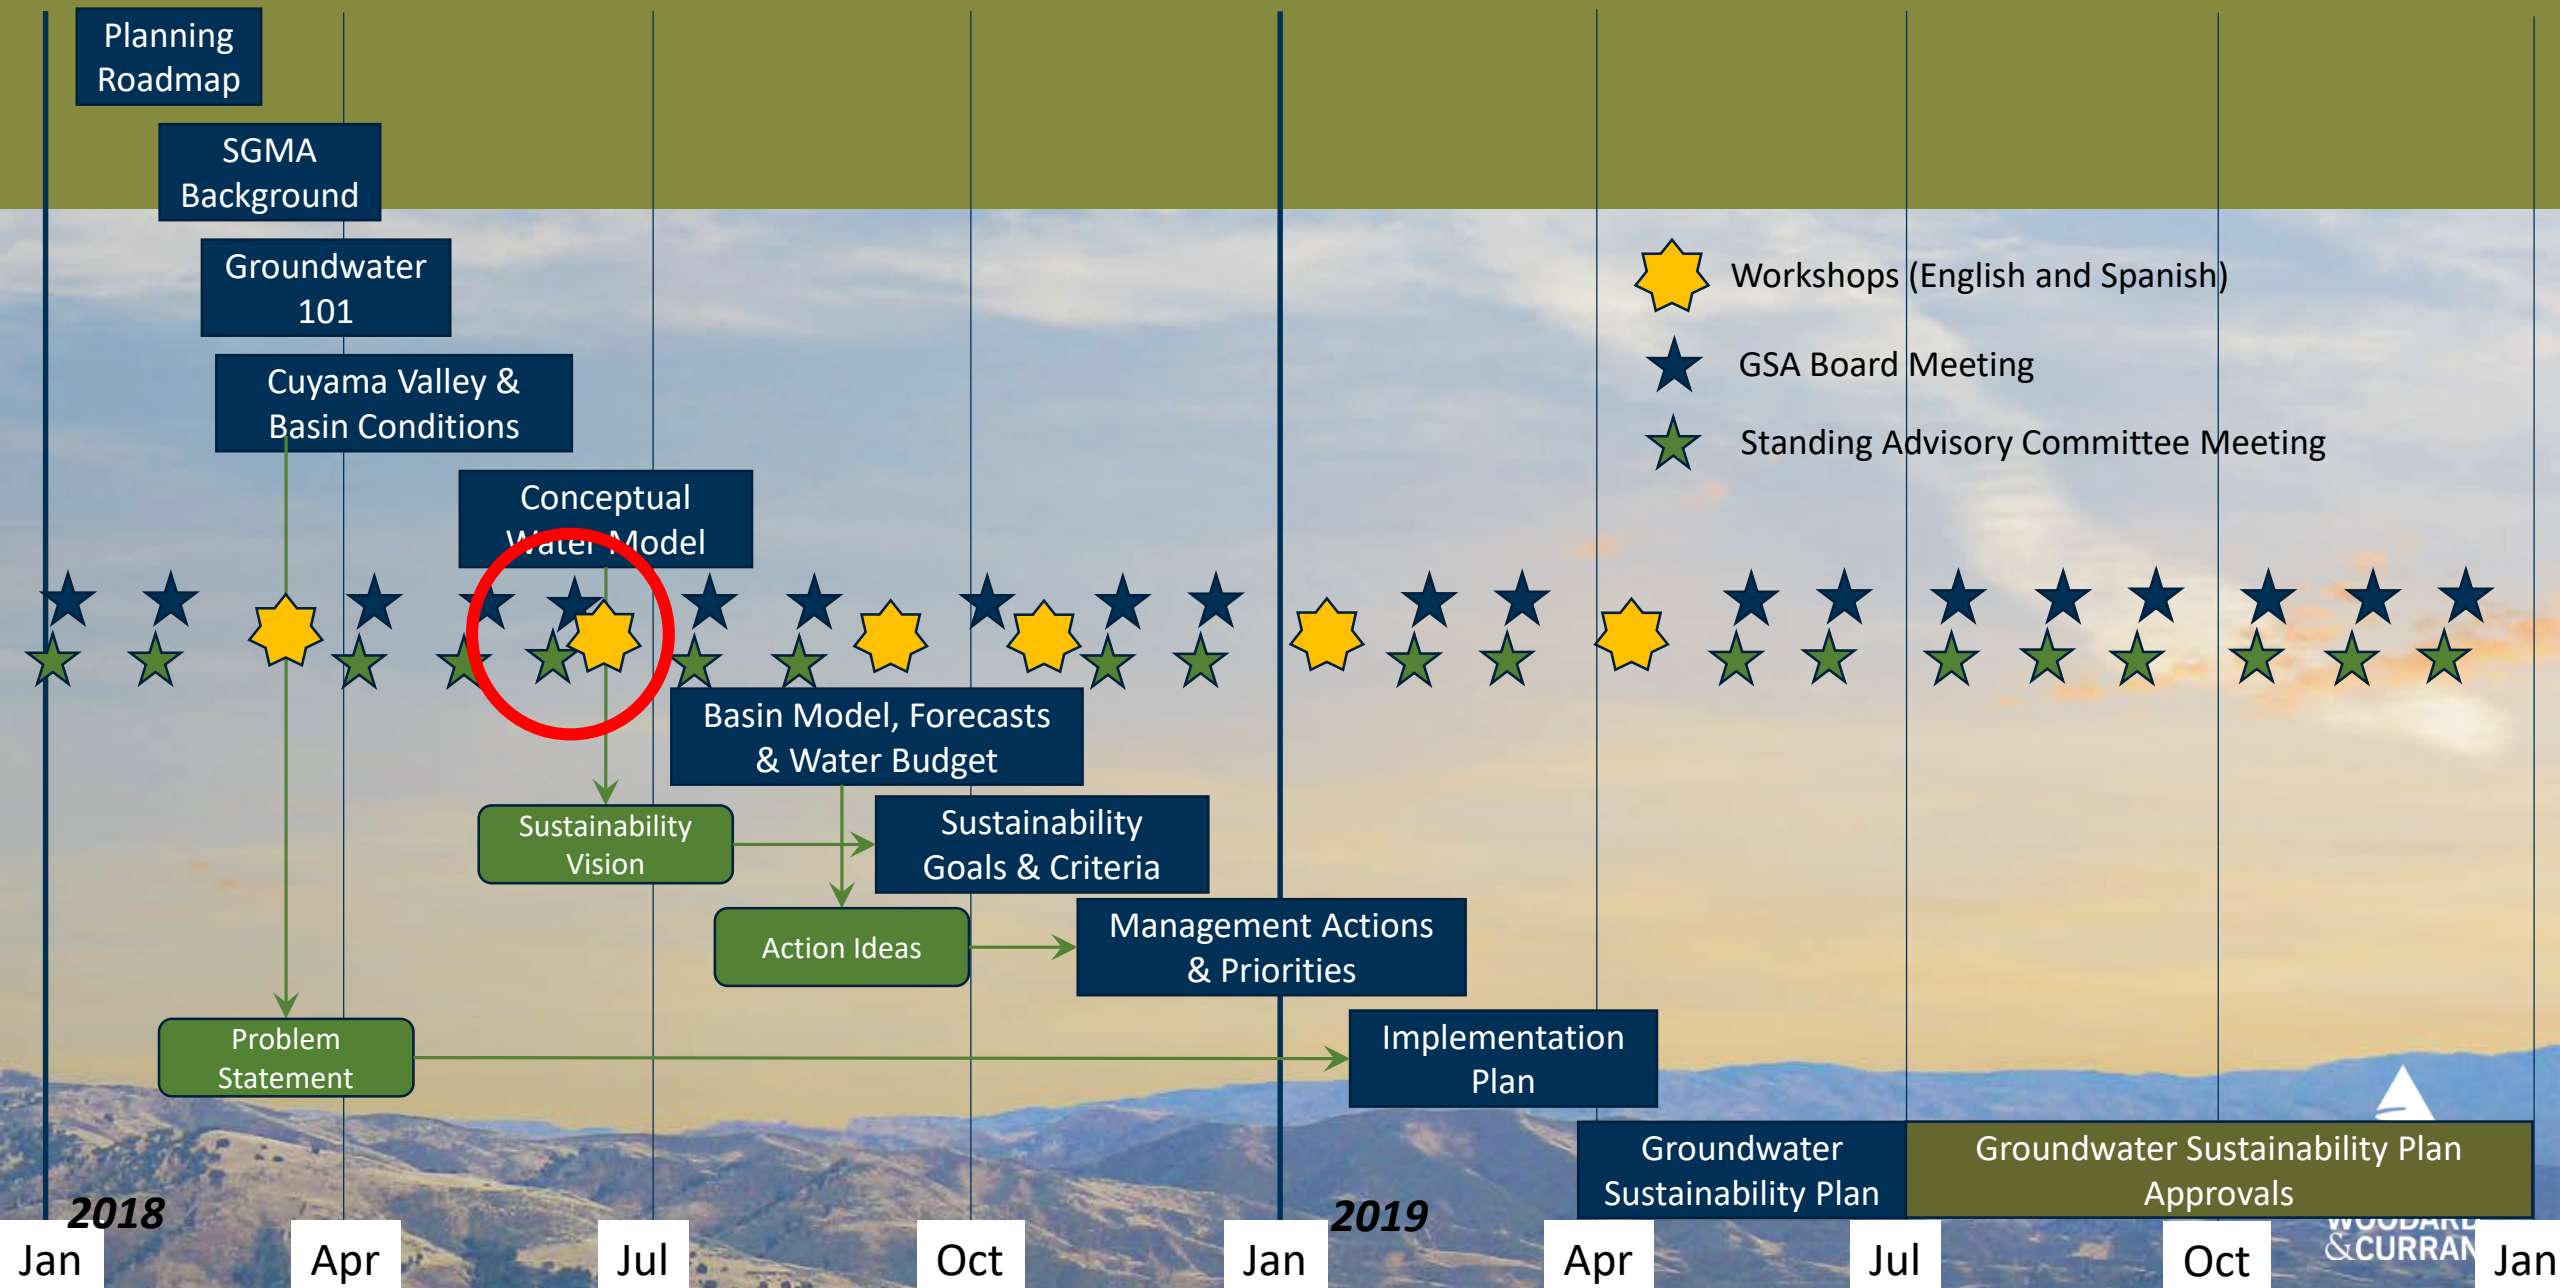 Planning
Roadmap
SGMA
Background
Groundwater
101
Cuyama Valley &
Basin Conditions
Conceptual
Water Model
Workshops (English and Spanish)
GSA Board Meeting
Standing Advisory Committee Meeting
Basin Model, Forecasts
& Water Budget
Sustainability
Vision
Sustainability
Goals & Criteria
Action Ideas
Management Actions
& Priorities
Problem
Statement
Implementation
Plan
Groundwater
Sustainability Plan
Groundwater Sustainability Plan
Approvals
2018
2019
WOODARD
&CURRAN
Jan
Apr
Jul
Oct
Jan
Apr
Jul
Oct
Jan